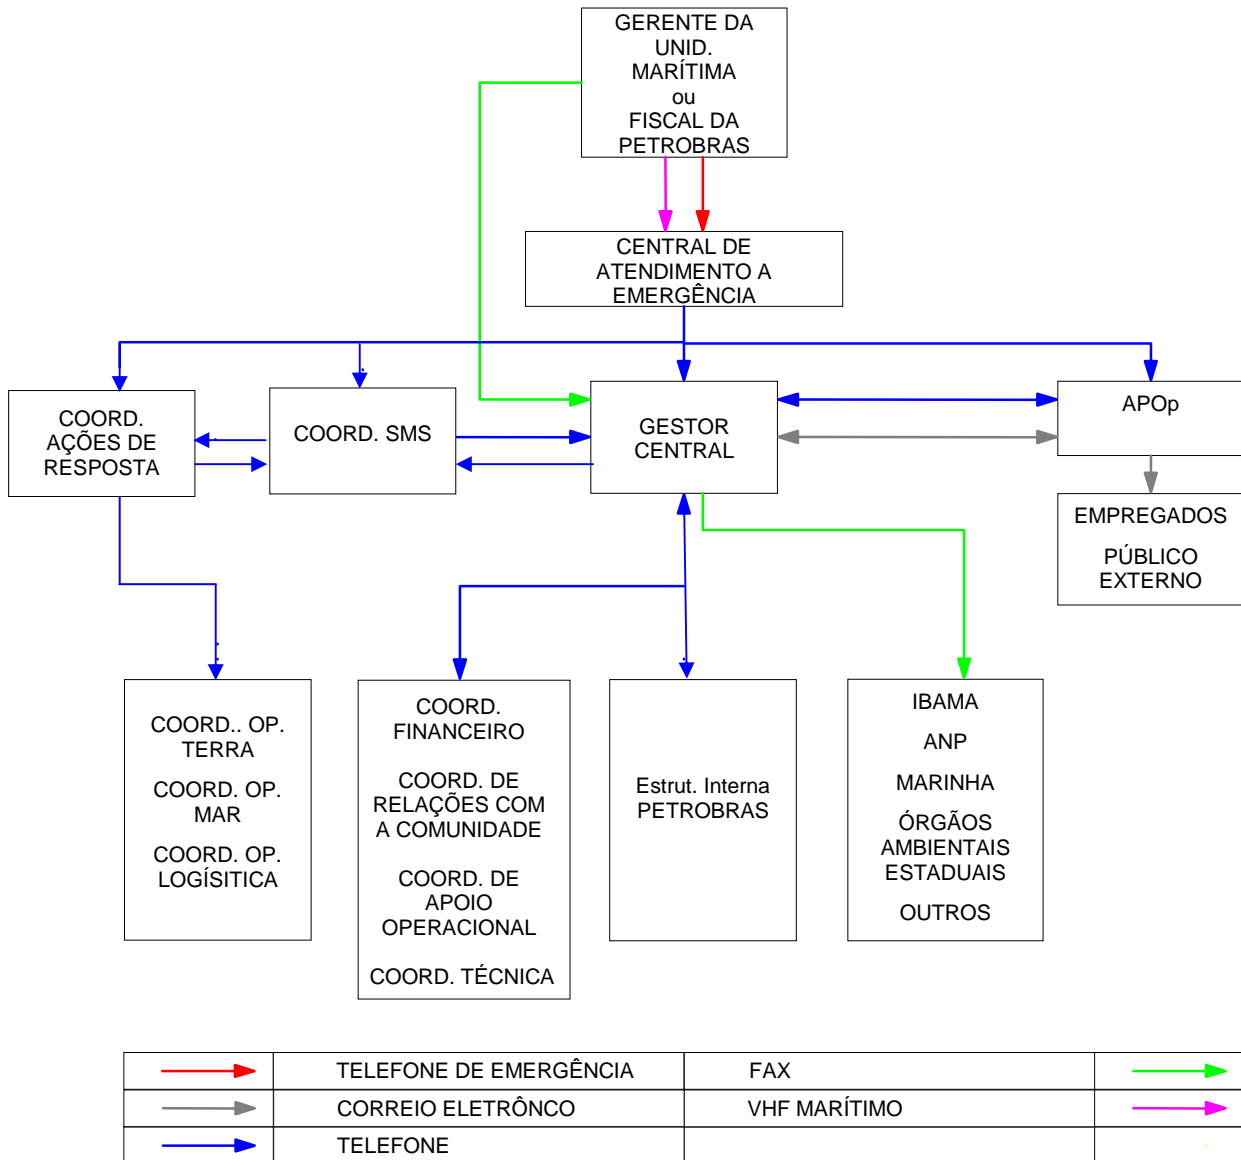 GERENTE DA
UNID.
MARÍTIMA
ou
FISCAL DA
PETROBRAS
CENTRAL DE
ATENDIMENTO A
EMERGÊNCIA
COORD.
AÇÕES DE
RESPOSTA
COORD. SMS
GESTOR
CENTRAL
APOp
EMPREGADOS
PÚBLICO
EXTERNO
COORD.. OP.
TERRA
COORD. OP.
MAR
COORD. OP.
LOGÍSITICA
COORD.
FINANCEIRO
COORD. DE
RELAÇÕES COM
A COMUNIDADE
COORD. DE
APOIO
OPERACIONAL
COORD. TÉCNICA
Estrut. Interna
PETROBRAS
IBAMA
ANP
MARINHA
ÓRGÃOS
AMBIENTAIS
ESTADUAIS
OUTROS
TELEFONE DE EMERGÊNCIA
FAX
CORREIO ELETRÔNCO
VHF MARÍTIMO
TELEFONE